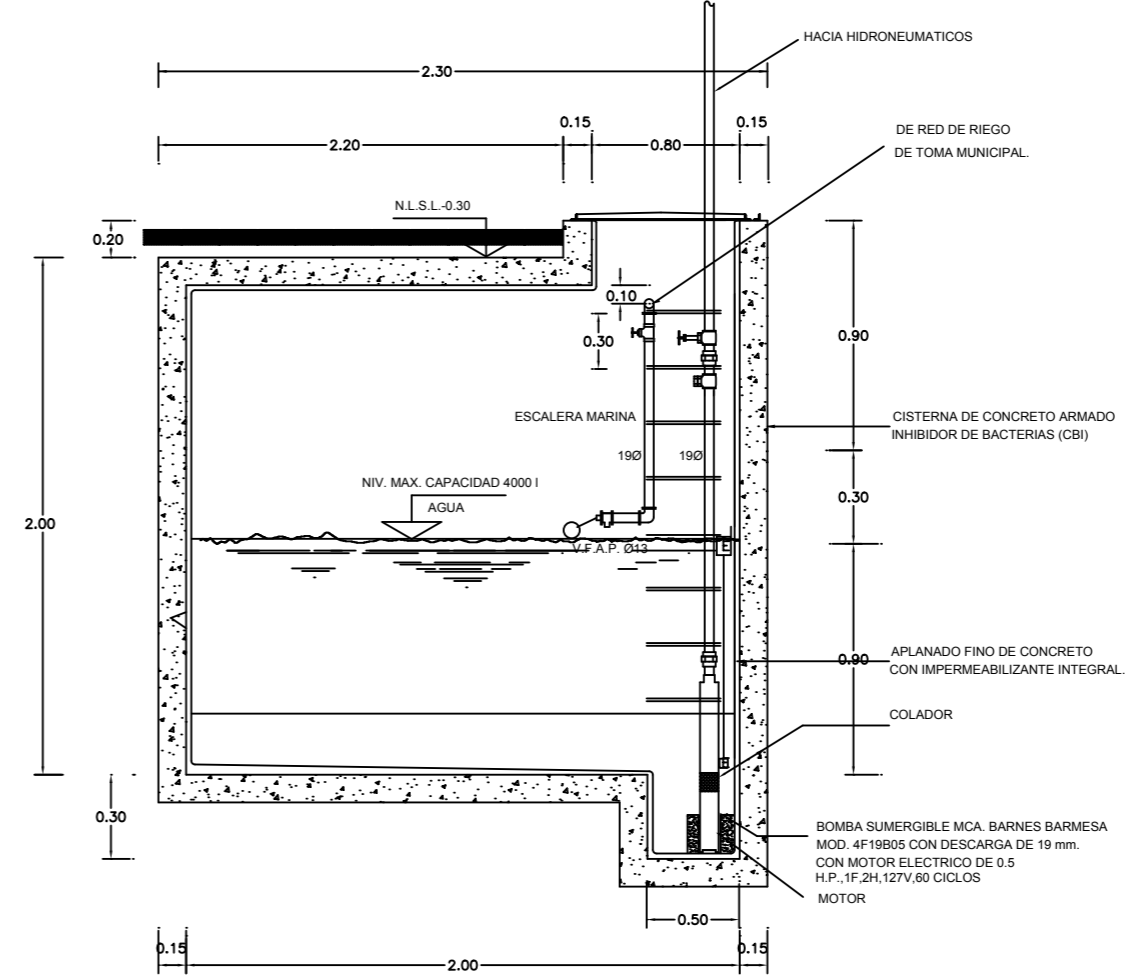 HACIA HIDRONEUMATICOS
2.30
0.15
0.15
2.20
0.80
DE RED DE RIEGO
DE TOMA MUNICIPAL.
N.L.S.L.-0.30
0.20
0.10
0.30
0.90
ESCALERA MARINA
CISTERNA DE CONCRETO ARMADO
INHIBIDOR DE BACTERIAS (CBI)
19Ø
19Ø
NIV. MAX. CAPACIDAD 4000 l
AGUA
0.30
2.00
V.F.A.P. Ø13
E
0.90
APLANADO FINO DE CONCRETO
CON IMPERMEABILIZANTE INTEGRAL.
COLADOR
E
0.30
BOMBA SUMERGIBLE MCA. BARNES BARMESA
MOD. 4F19B05 CON DESCARGA DE 19 mm.
CON MOTOR ELECTRICO DE 0.5
H.P.,1F,2H,127V,60 CICLOS
MOTOR
0.50
0.15
2.00
0.15